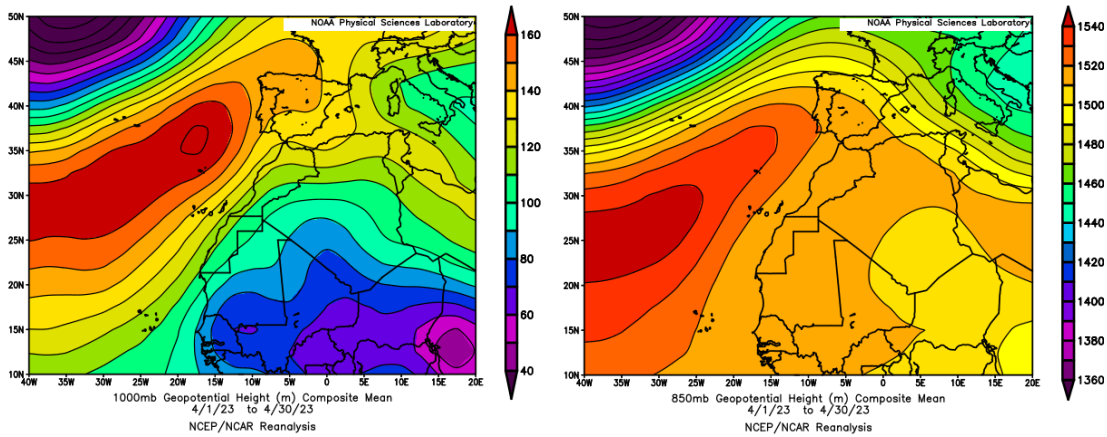 NOAA Physical Sciences Laboratory
50N
45N
40N
35N
30N
25N
20N
15N
10N
40W 35W 30W 25W 20W 15W 10W 5W 0 5E 10E 15E 20E
160
140
120
100
80
60
40
1000mb Geopotential Height (m) Composite Mean
4/1/23 to 4/30/23
NCEP/NCAR Reanalysis
NOAA Physical Sciences Laboratory
50N
45N
40N
35N
30N
25N
20N
15N
10N
40W 35W 30W 25W 20W 15W 10W 5W 0 5E 10E 15E 20E
1540
1520
1500
1480
1460
1440
1420
1400
1380
1360
850mb Geopotential Height (m) Composite Mean
4/1/23 to 4/30/23
NCEP/NCAR Reanalysis